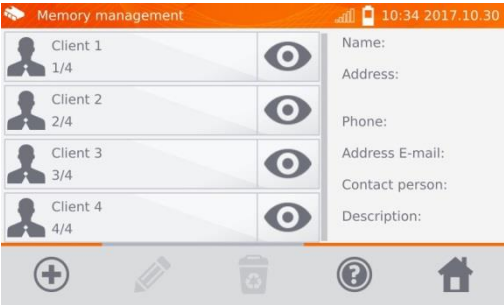 Memory management
10:34 2017.10.30
Client 1
1/4
Client 2
2/4
Client 3
3/4
Client 4
4/4
Name:
Address:
Phone:
Address E-mail:
Contact person:
Description: